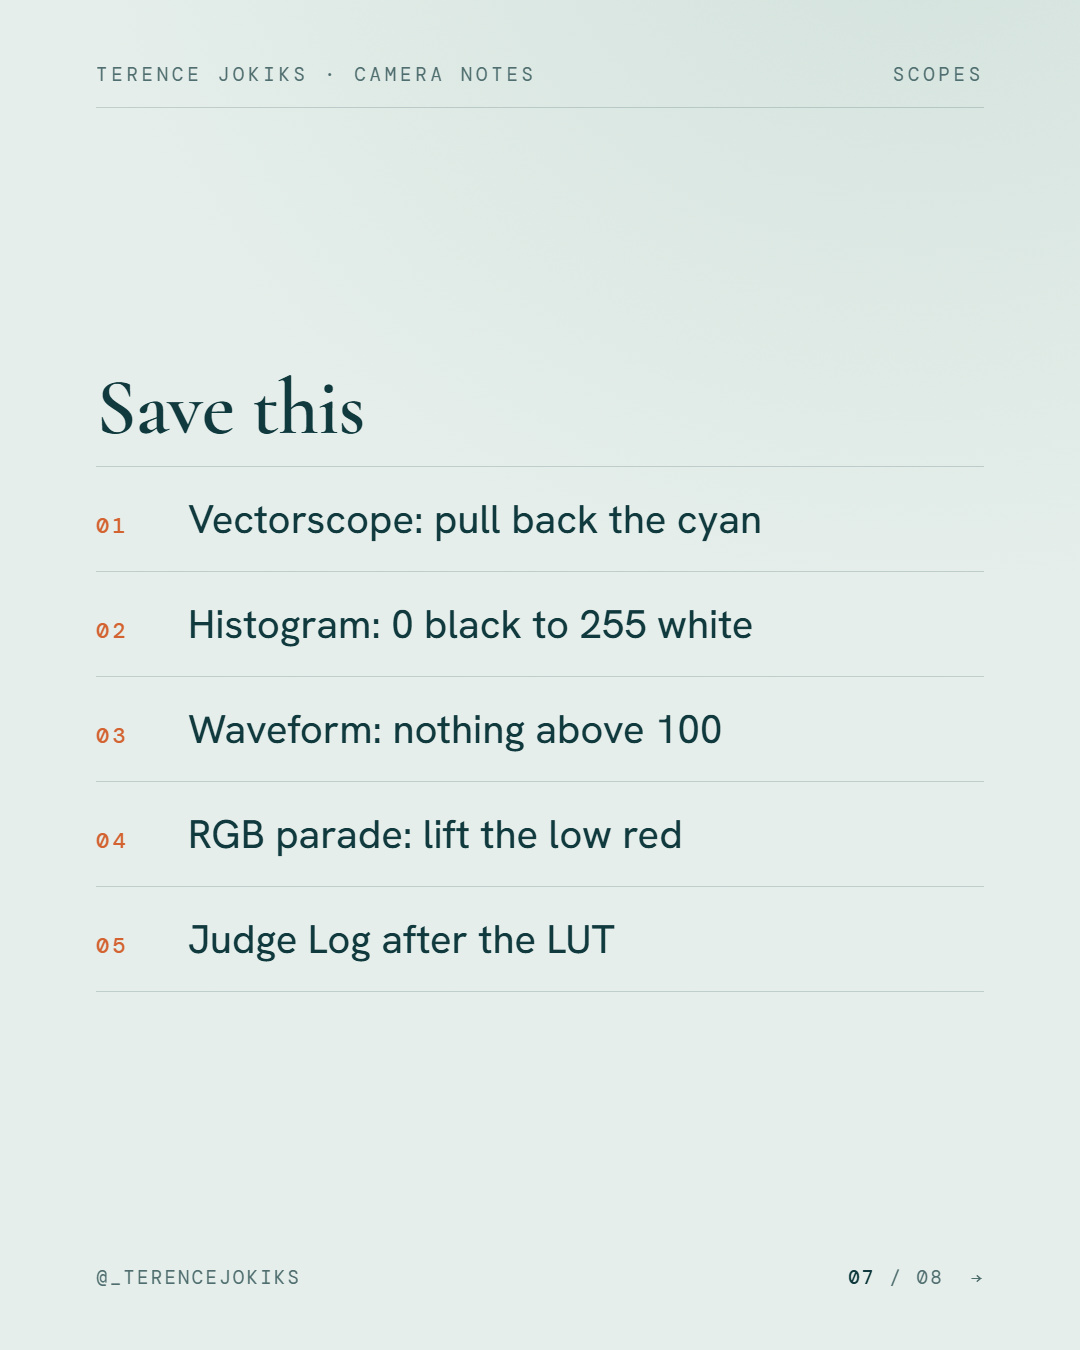 TERENCE JOKIKS · CAMERA NOTES
SCOPES
Save this
01 Vectorscope: pull back the cyan
02 Histogram: 0 black to 255 white
03 Waveform: nothing above 100
04 RGB parade: lift the low red
05 Judge Log after the LUT
@_TERENCEJOKIKS
07 / 08 →